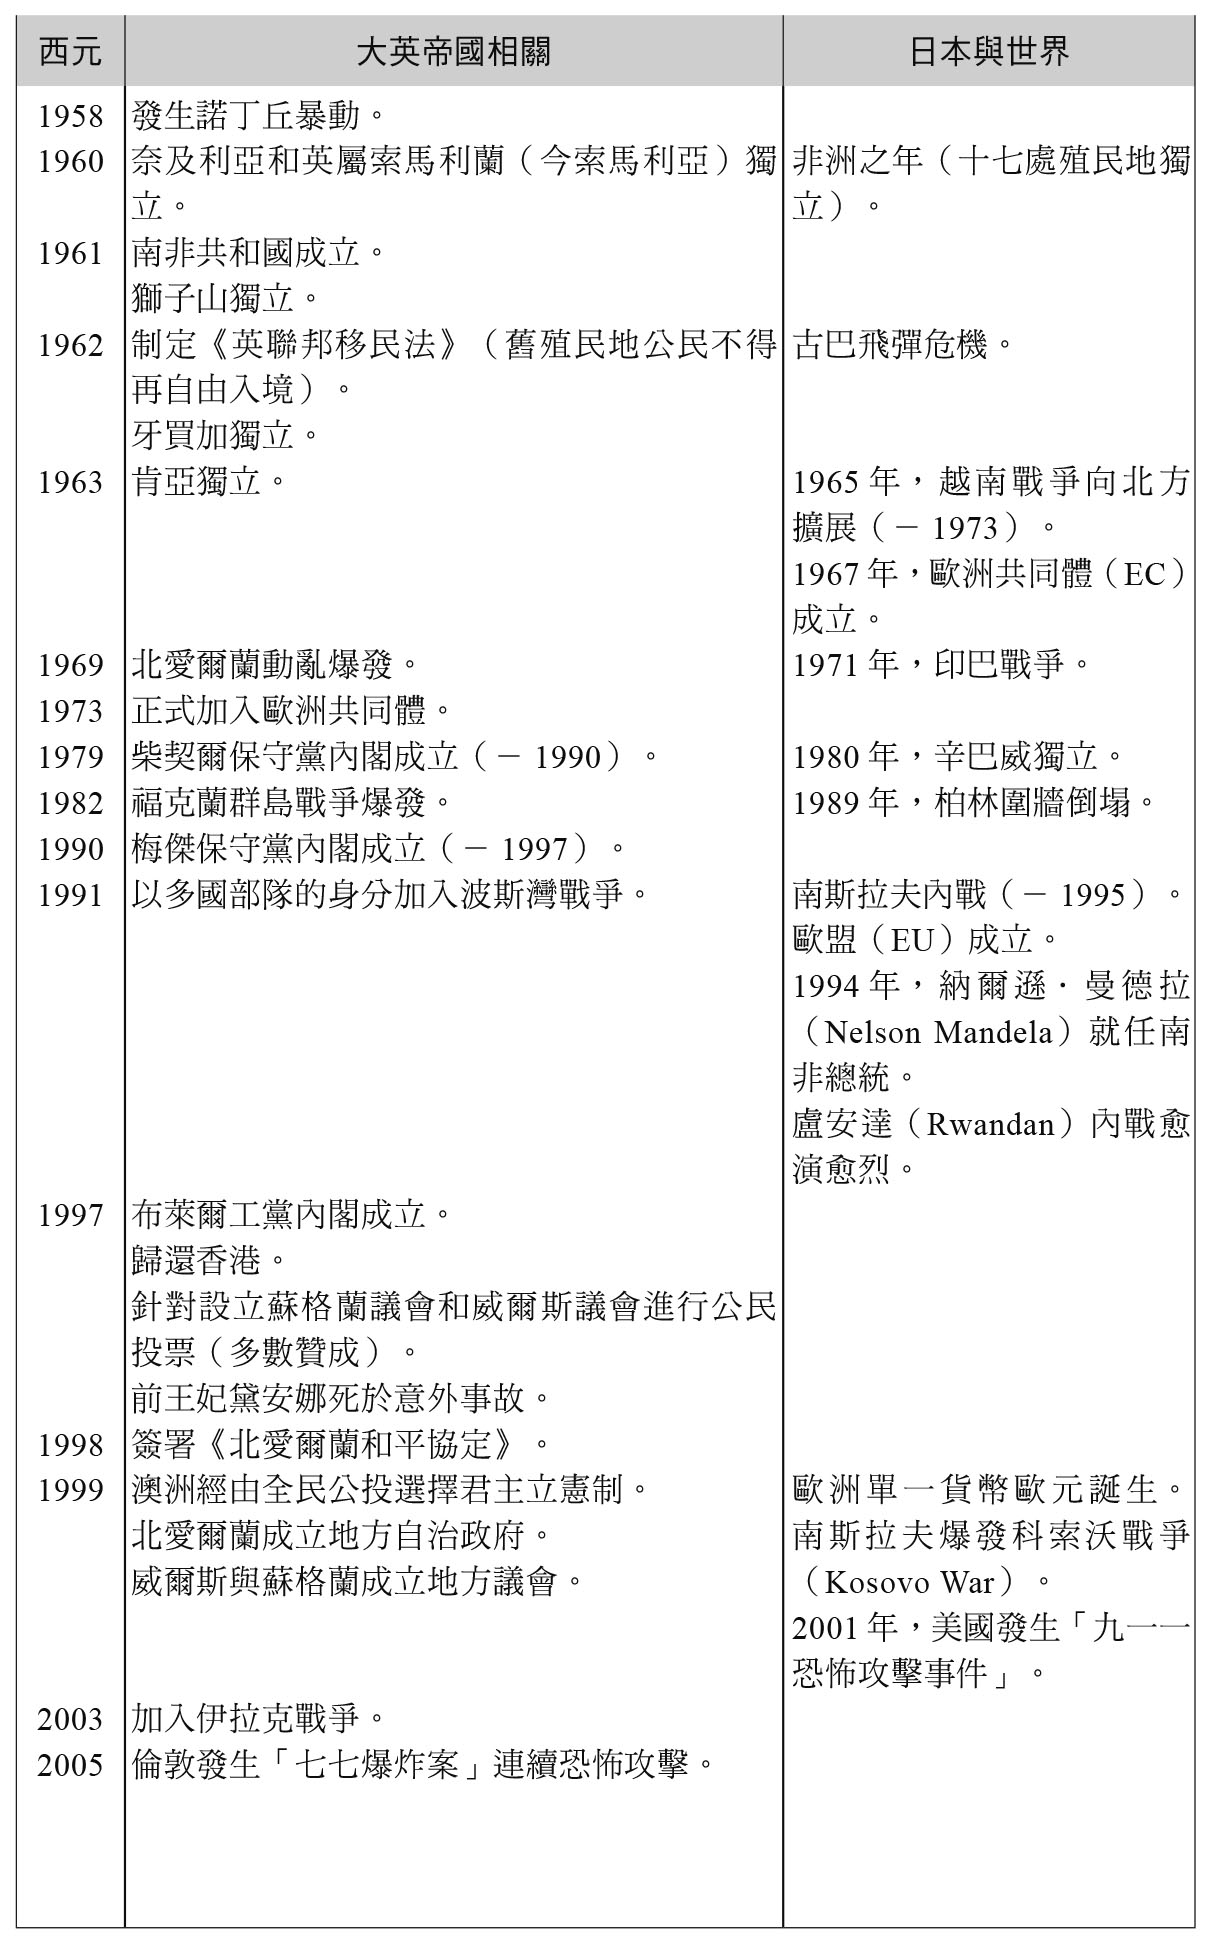 西元 大英帝國相關 日本與世界
1958 發生諾丁丘暴動。
1960 奈及利亞和英屬索馬利蘭（今索馬利亞）獨 非洲之年（十七處殖民地獨
立。 立）。
1961 南非共和國成立。
獅子山獨立。
1962 制定《英聯邦移民法》（舊殖民地公民不得 古巴飛彈危機。
再自由入境）。
牙買加獨立。
1963 肯亞獨立。 1965 年，越南戰爭向北方
擴展（－ 1973）。
1967 年，歐洲共同體（EC）
成立。
1969 北愛爾蘭動亂爆發。 1971 年，印巴戰爭。
1973 正式加入歐洲共同體。
1979 柴契爾保守黨內閣成立（－ 1990）。 1980 年，辛巴威獨立。
1982 福克蘭群島戰爭爆發。 1989 年，柏林圍牆倒塌。
1990 梅傑保守黨內閣成立（－ 1997）。
1991 以多國部隊的身分加入波斯灣戰爭。 南斯拉夫內戰（－ 1995）。
歐盟（EU）成立。
1994 年，納爾遜．曼德拉
（Nelson Mandela）就任南
非總統。
盧安達（Rwandan）內戰愈
演愈烈。
1997 布萊爾工黨內閣成立。
歸還香港。
針對設立蘇格蘭議會和威爾斯議會進行公民
投票（多數贊成）。
前王妃黛安娜死於意外事故。
1998 簽署《北愛爾蘭和平協定》。
1999 澳洲經由全民公投選擇君主立憲制。 歐洲單一貨幣歐元誕生。
北愛爾蘭成立地方自治政府。 南斯拉夫爆發科索沃戰爭
威爾斯與蘇格蘭成立地方議會。 （Kosovo War）。
2001 年，美國發生「九一一
恐怖攻擊事件」。
2003 加入伊拉克戰爭。
2005 倫敦發生「七七爆炸案」連續恐怖攻擊。